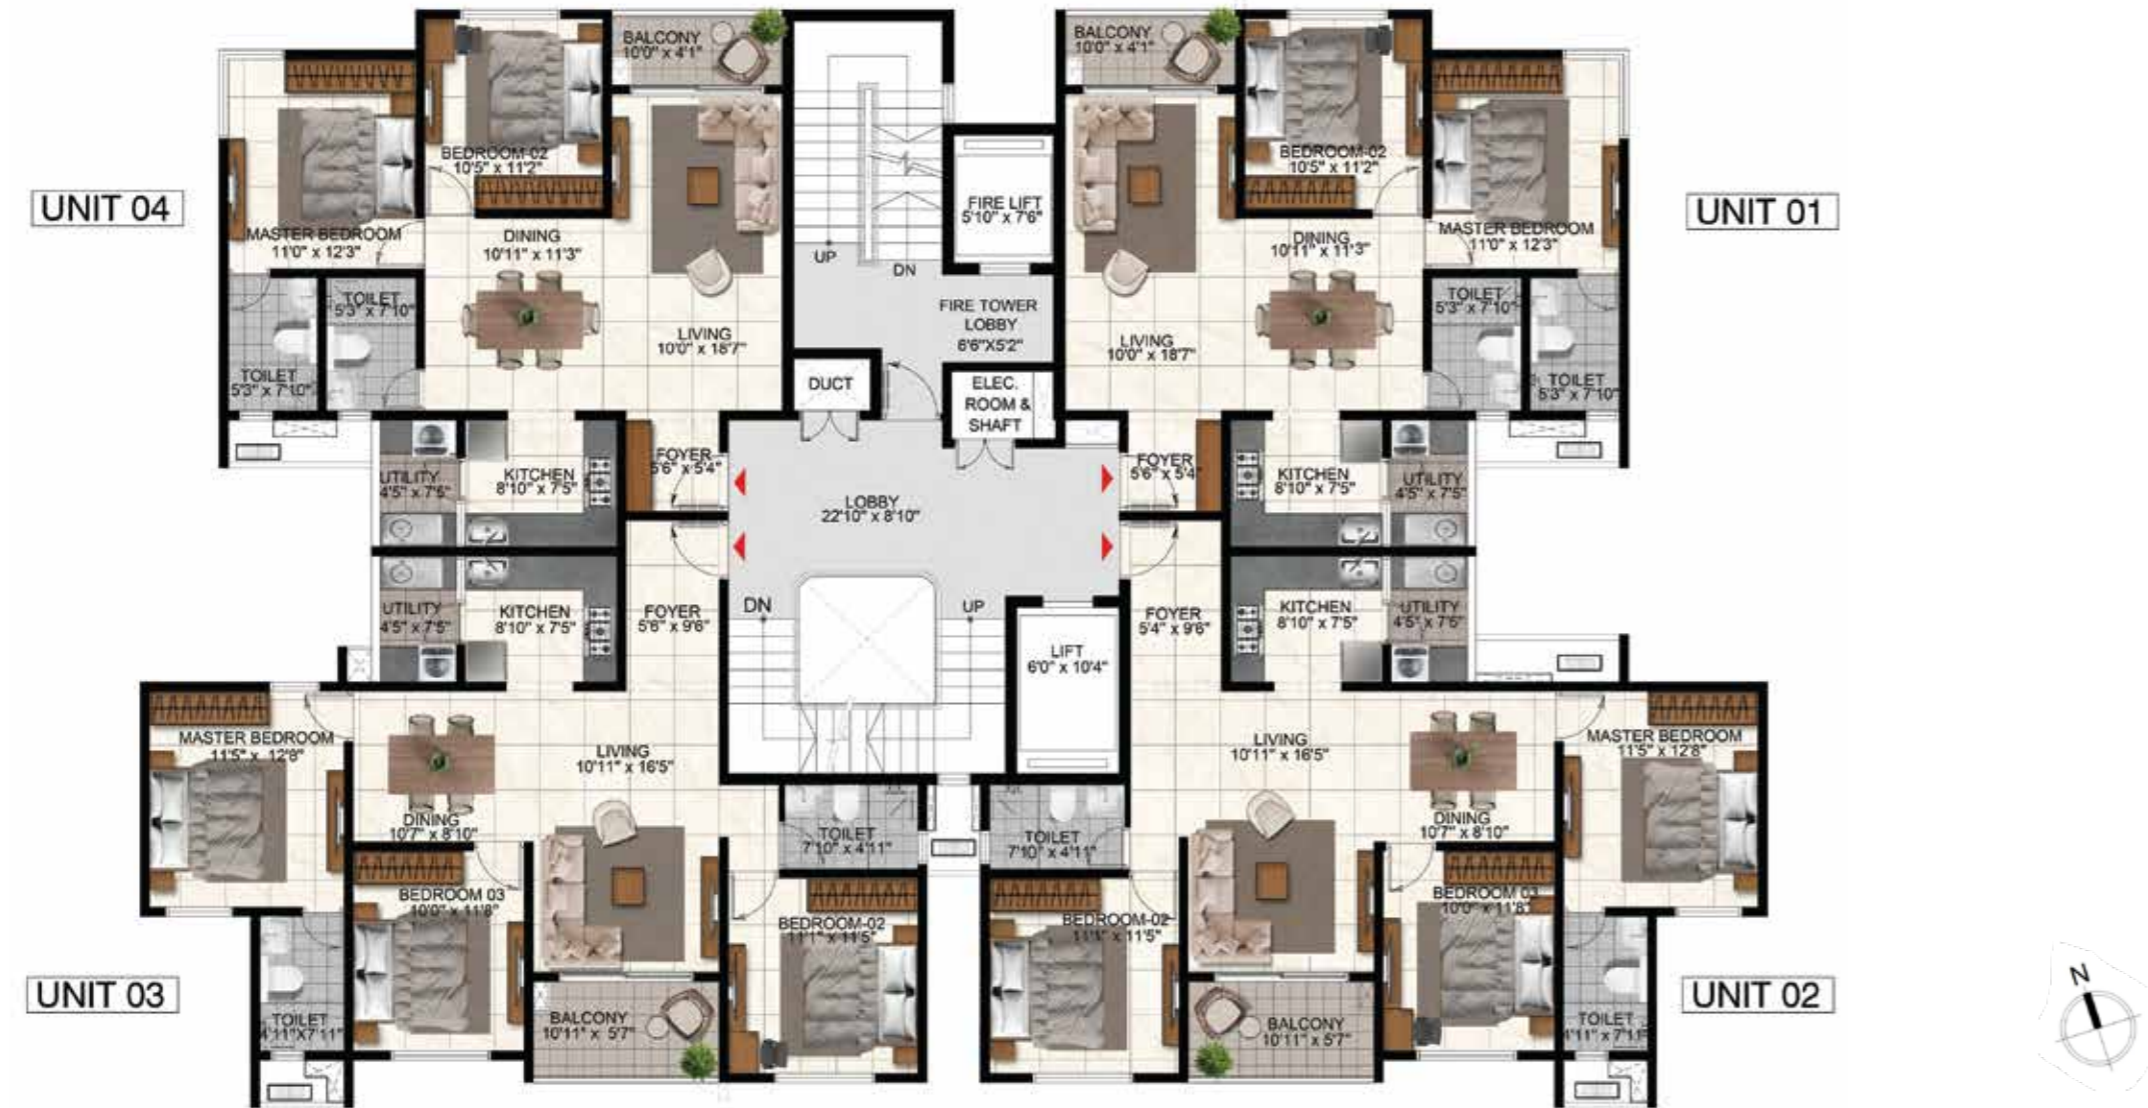 UNIT 04
BALCONY
10'0" x 4'1"
BEDROOM-02
10'5" x 11'2"
MASTER BEDROOM
11'0" x 12'3"
DINING
10'11" x 11'3"
LIVING
10'0" x 18'7"
TOILET
5'3" x 7'10"
TOILET
5'3" x 7'10"
UTILITY
4'5" x 7'5"
KITCHEN
8'10" x 7'5"
FOYER
5'6" x 5'4"
UP
DN
FIRE LIFT
5'10" x 7'6"
FIRE TOWER
LOBBY
6'6"X5'2"
DUCT
ELEC.
ROOM &
SHAFT
LOBBY
22'10" x 8'10"
DN
UP
LIFT
6'0" x 10'4"
UNIT 01
BALCONY
10'0" x 4'1"
BEDROOM-02
10'5" x 11'2"
MASTER BEDROOM
11'0" x 12'3"
DINING
10'11" x 11'3"
LIVING
10'0" x 18'7"
TOILET
5'3" x 7'10"
TOILET
5'3" x 7'10"
FOYER
5'6" x 5'4"
KITCHEN
8'10" x 7'5"
UTILITY
4'5" x 7'5"
UNIT 03
UTILITY
4'5" x 7'5"
KITCHEN
8'10" x 7'5"
FOYER
5'6" x 9'6"
MASTER BEDROOM
11'5" x 12'8"
LIVING
10'11" x 16'5"
DINING
10'7" x 8'10"
TOILET
7'10" x 4'11"
BEDROOM 03
10'0" x 11'8"
BEDROOM-02
11'1" x 11'5"
TOILET
4'11"X7'11"
BALCONY
10'11" x 5'7"
UNIT 02
FOYER
5'4" x 9'6"
KITCHEN
8'10" x 7'5"
UTILITY
4'5" x 7'5"
LIVING
10'11" x 16'5"
MASTER BEDROOM
11'5" x 12'8"
DINING
10'7" x 8'10"
TOILET
7'10" x 4'11"
BEDROOM 03
10'0" x 11'8"
BEDROOM-02
11'1" x 11'5"
TOILET
4'11" x 7'11"
BALCONY
10'11" x 5'7"
N